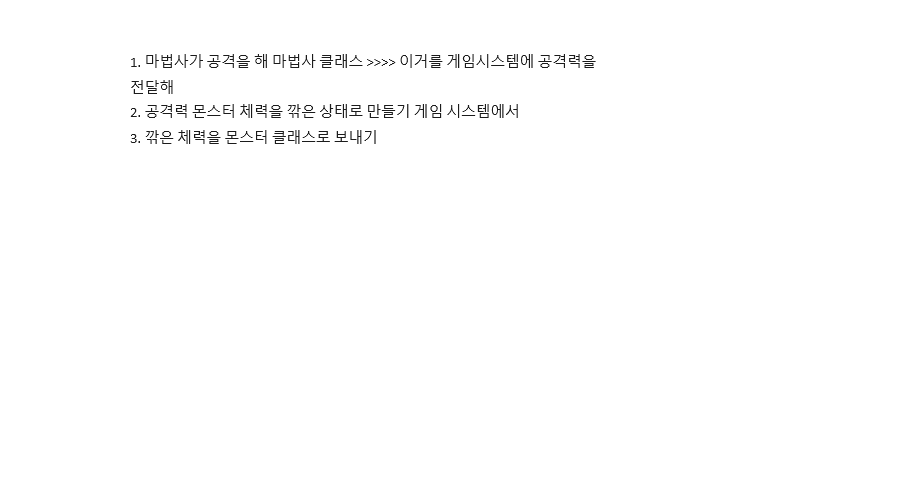 1. 마법사가 공격을 해 마법사 클래스 >>>> 이거를 게임시스템에 공격력을
전달해
2. 공격력 몬스터 체력을 깎은 상태로 만들기 게임 시스템에서
3. 깎은 체력을 몬스터 클래스로 보내기